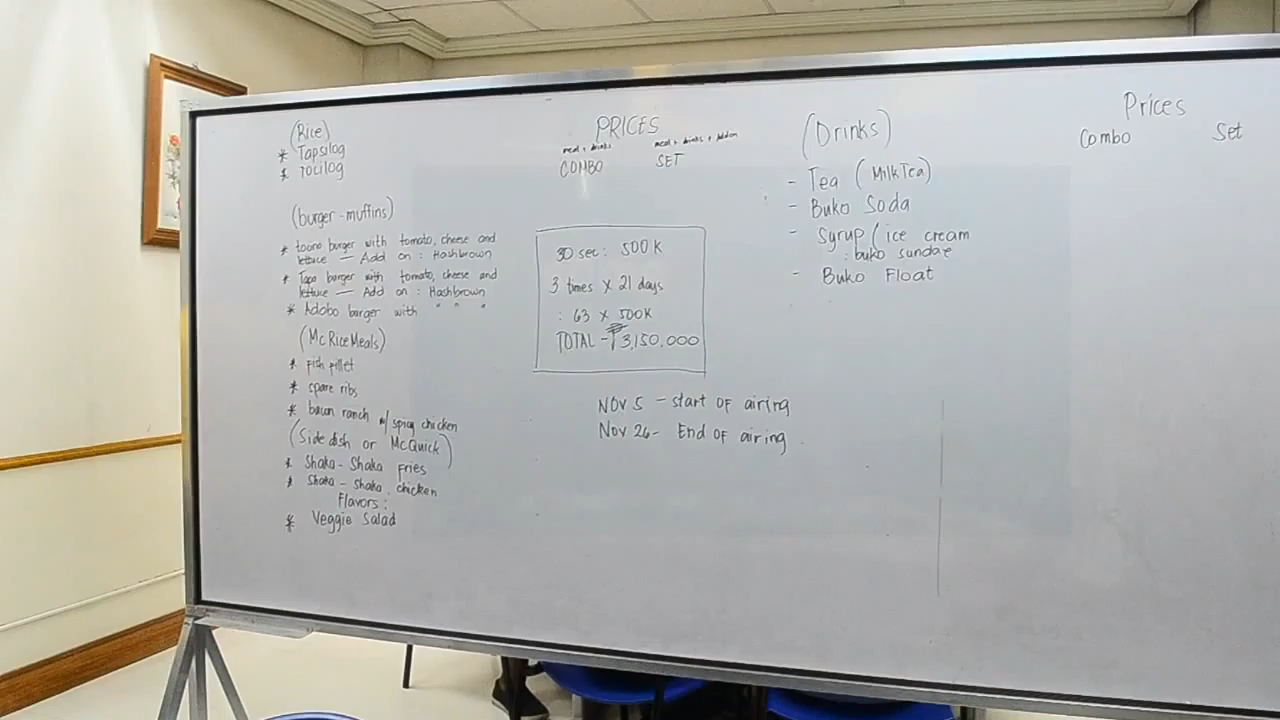 (Rice)
* Tapsilog
* Tocilog
(burger-muffins)
* tocino burger with tomato, cheese and
lettuce — Add on : Hashbrown
* Tapa burger with tomato, cheese and
lettuce — Add on : Hashbrown
* Adobo burger with " " "
(McRiceMeals)
* fish fillet
* spare ribs
* bacon ranch w/ spicy chicken
(Sidedish or McQuick)
* Shaka-Shaka fries
* Shaka-Shaka chicken
Flavors:
* Veggie Salad
PRICES
meal + drinks
COMBO
meal + drinks + Add on
SET
30 sec: 500K
3 times x 21 days
: 63 x 500K
TOTAL - ₱ 3,150,000
NOV 5 - start OF airing
Nov 26 - End OF airing
(Drinks)
- Tea (MilkTea)
- Buko Soda
- Syrup (ice cream
: buko sundae
- Buko Float
Prices
Combo
Set